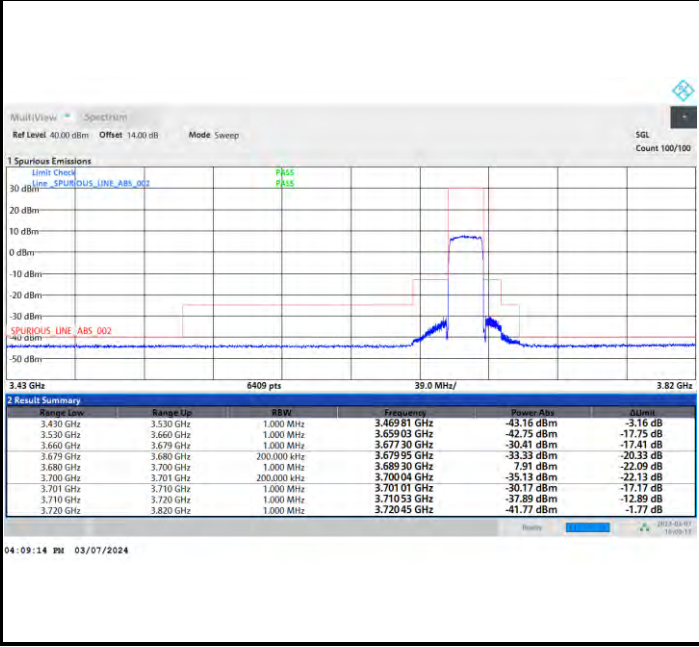 MultiView Spectrum
Ref Level 40.00 dBm Offset 14.00 dB Mode Sweep SGL
Count 100/100
1 Spurious Emissions
Limit Check PASS
Line _SPURIOUS_LINE_ABS_002 PASS
30 dBm
20 dBm
10 dBm
0 dBm
-10 dBm
-20 dBm
-30 dBm
SPURIOUS_LINE_ABS_002
-40 dBm
-50 dBm
3.43 GHz 6409 pts 39.0 MHz/ 3.82 GHz
2 Result Summary
Range Low Range Up RBW Frequency Power Abs ΔLimit
3.430 GHz 3.530 GHz 1.000 MHz 3.469 81 GHz -43.16 dBm -3.16 dB
3.530 GHz 3.660 GHz 1.000 MHz 3.659 03 GHz -42.75 dBm -17.75 dB
3.660 GHz 3.679 GHz 1.000 MHz 3.677 30 GHz -30.41 dBm -17.41 dB
3.679 GHz 3.680 GHz 200.000 kHz 3.679 95 GHz -33.33 dBm -20.33 dB
3.680 GHz 3.700 GHz 1.000 MHz 3.689 30 GHz 7.91 dBm -22.09 dB
3.700 GHz 3.701 GHz 200.000 kHz 3.700 04 GHz -35.13 dBm -22.13 dB
3.701 GHz 3.710 GHz 1.000 MHz 3.701 01 GHz -30.17 dBm -17.17 dB
3.710 GHz 3.720 GHz 1.000 MHz 3.710 53 GHz -37.89 dBm -12.89 dB
3.720 GHz 3.820 GHz 1.000 MHz 3.720 45 GHz -41.77 dBm -1.77 dB
Ready
04:09:14 PM 03/07/2024